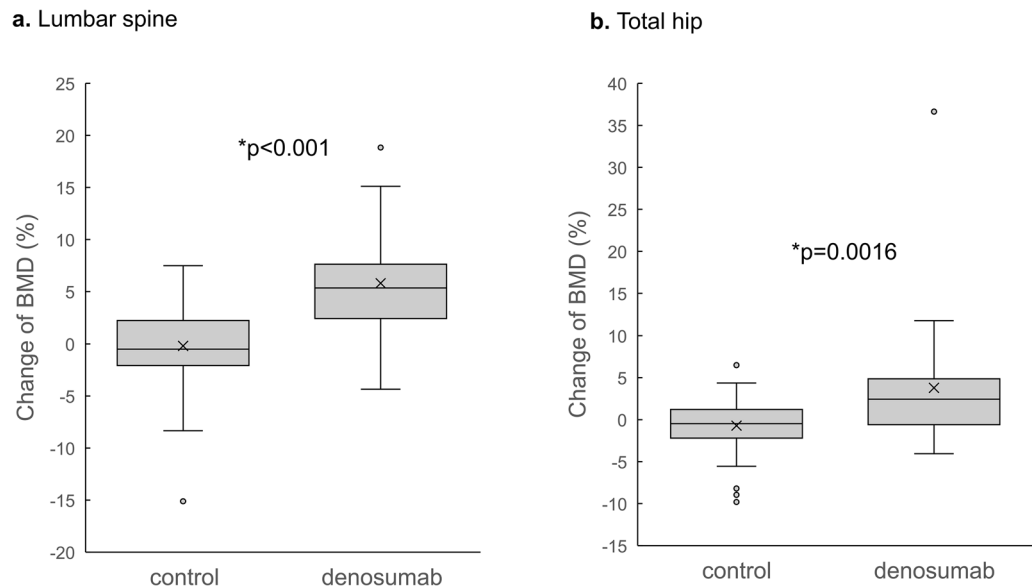 a. Lumbar spine
Change of BMD (%)
25
20
15
10
5
0
-5
-10
-15
-20
*p<0.001
control
denosumab
b. Total hip
Change of BMD (%)
40
35
30
25
20
15
10
5
0
-5
-10
-15
*p=0.0016
control
denosumab